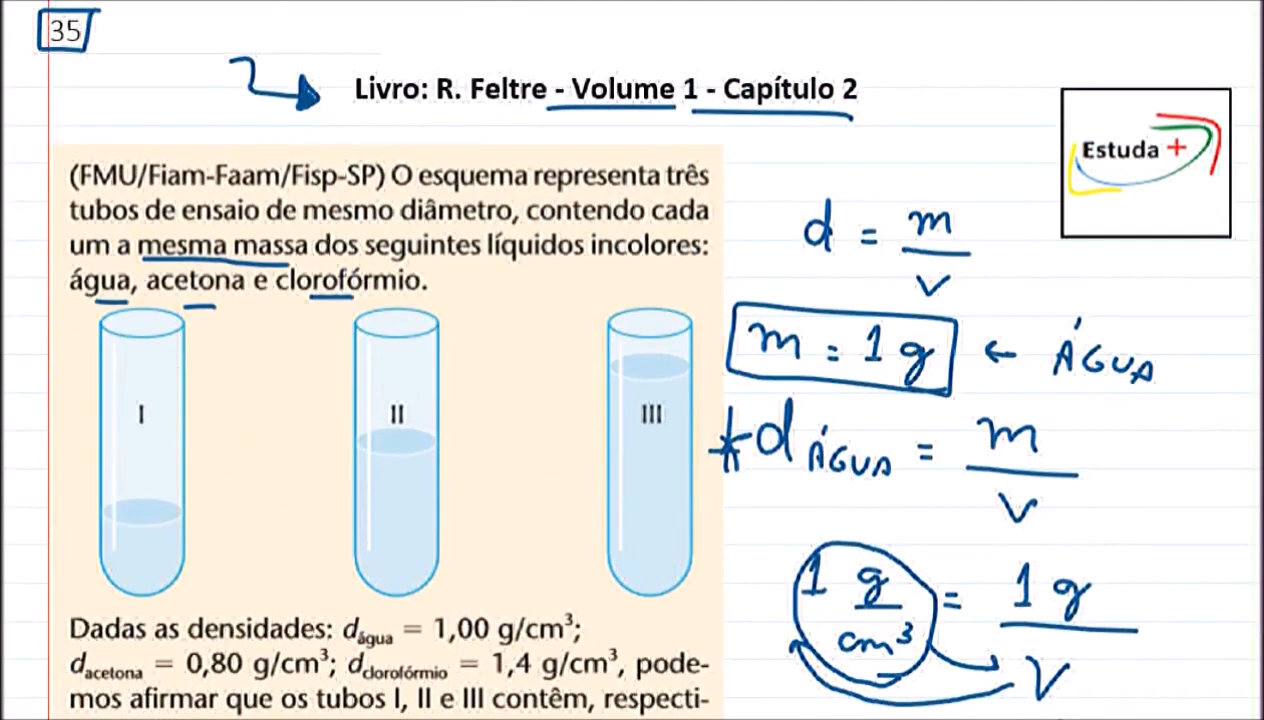 35
Livro: R. Feltre - Volume 1 - Capítulo 2
Estuda +
(FMU/Fiam-Faam/Fisp-SP) O esquema representa três
tubos de ensaio de mesmo diâmetro, contendo cada
um a mesma massa dos seguintes líquidos incolores:
água, acetona e clorofórmio.
I
II
III
Dadas as densidades: dágua = 1,00 g/cm³;
dacetona = 0,80 g/cm³; dclorofórmio = 1,4 g/cm³, pode-
mos afirmar que os tubos I, II e III contêm, respecti-
d = m
v
m = 1 g ← ÁGUA
*d ÁGUA = m
v
1 g = 1 g
cm³
V